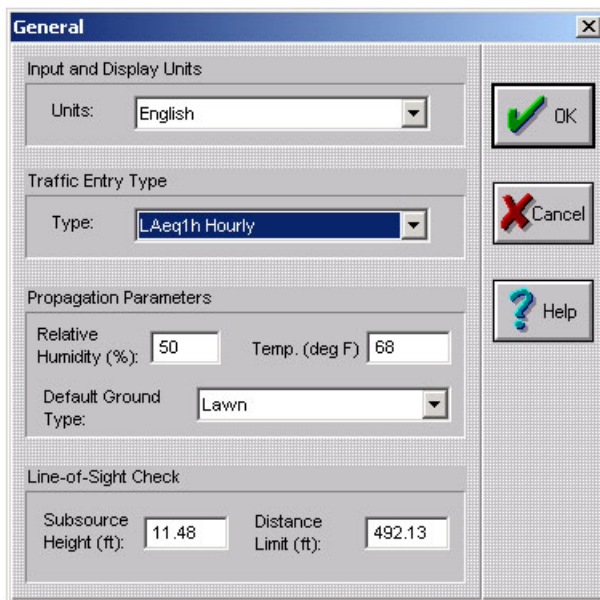 General
Input and Display Units
Units: English
OK
Traffic Entry Type
Type: LAeq1h Hourly
Cancel
Propagation Parameters
Relative Humidity (%): 50 Temp. (deg F) 68
Help
Default Ground Type: Lawn
Line-of-Sight Check
Subsource Height (ft): 11.48 Distance Limit (ft): 492.13